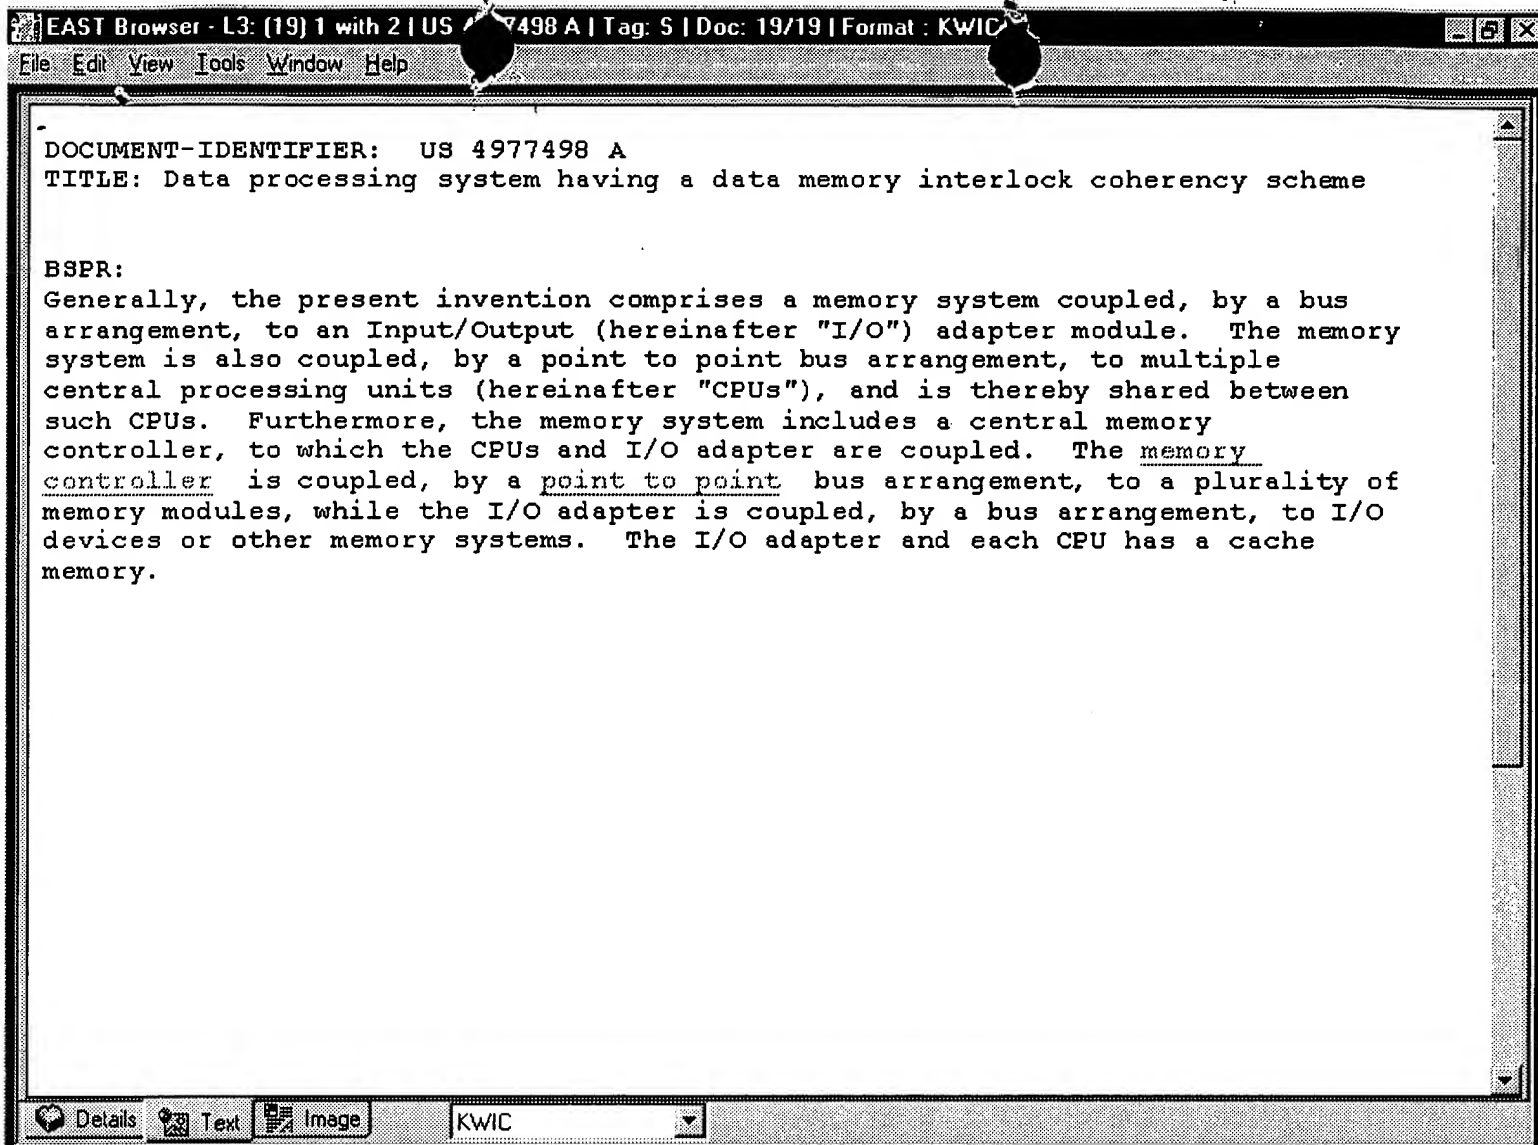 EAST Browser - L3: (19) 1 with 2 | US 498 A | Tag: S | Doc: 19/19 | Format : KWIC
File Edit View Tools Window Help
DOCUMENT-IDENTIFIER: US 4977498 A
TITLE: Data processing system having a data memory interlock coherency scheme
BSPR:
Generally, the present invention comprises a memory system coupled, by a bus
arrangement, to an Input/Output (hereinafter "I/O") adapter module. The memory
system is also coupled, by a point to point bus arrangement, to multiple
central processing units (hereinafter "CPUs"), and is thereby shared between
such CPUs. Furthermore, the memory system includes a central memory
controller, to which the CPUs and I/O adapter are coupled. The memory
controller is coupled, by a point to point bus arrangement, to a plurality of
memory modules, while the I/O adapter is coupled, by a bus arrangement, to I/O
devices or other memory systems. The I/O adapter and each CPU has a cache
memory.
Details Text Image KWIC